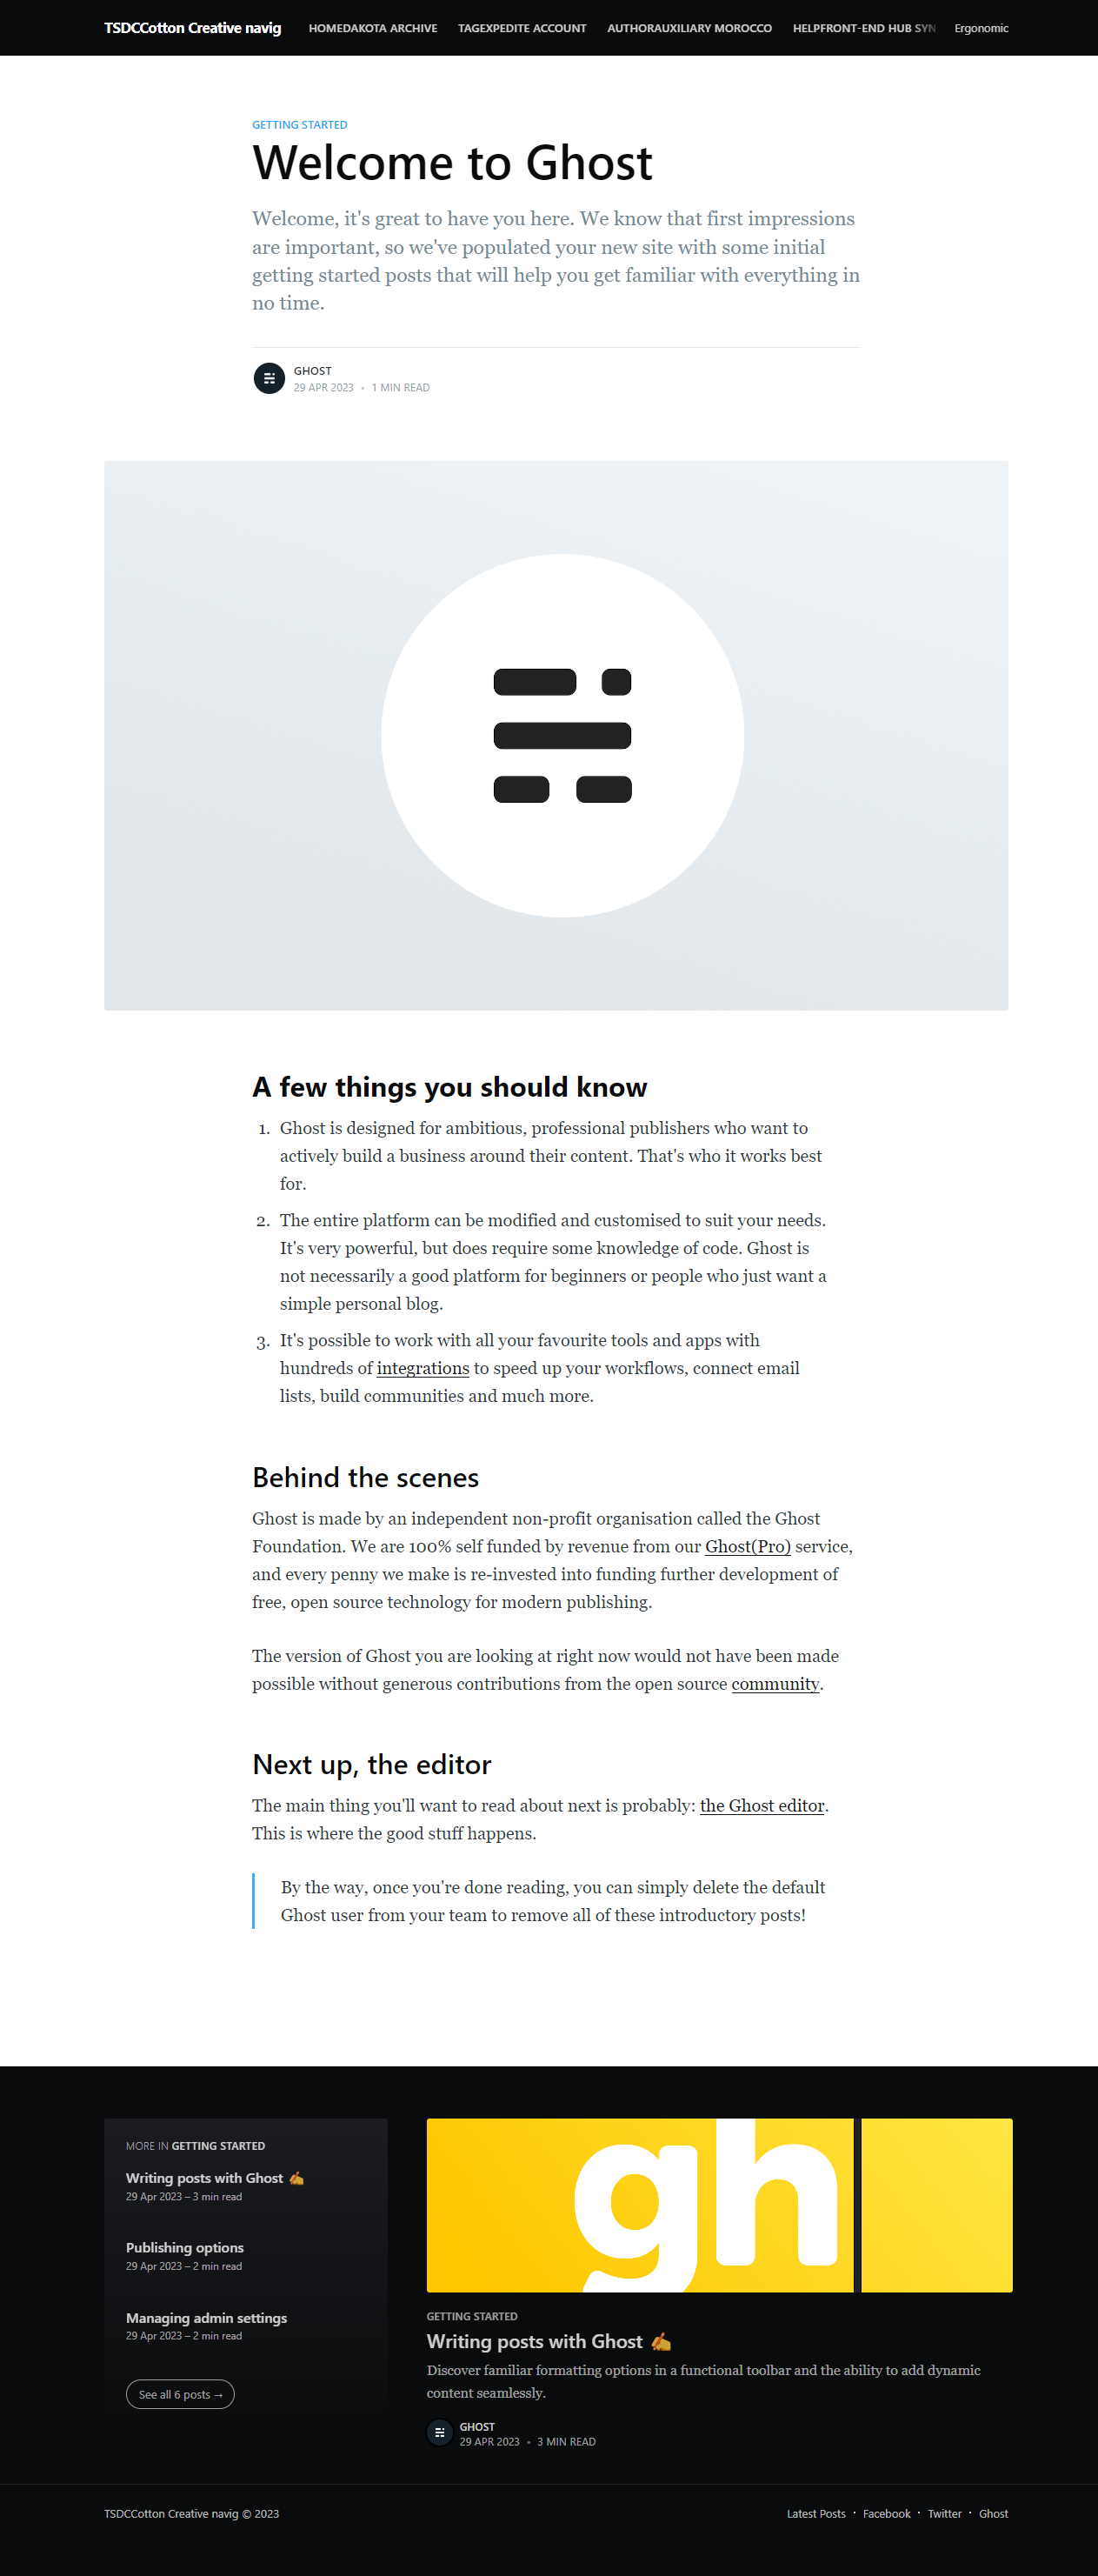 TSDCCotton Creative navig
HOMEDAKOTA ARCHIVE
TAGEXPEDITE ACCOUNT
AUTHORAUXILIARY MOROCCO
HELPFRONT-END HUB SYN
Ergonomic
GETTING STARTED
Welcome to Ghost
Welcome, it's great to have you here. We know that first impressions
are important, so we've populated your new site with some initial
getting started posts that will help you get familiar with everything in
no time.
GHOST
29 APR 2023 • 1 MIN READ
A few things you should know
1. Ghost is designed for ambitious, professional publishers who want to
actively build a business around their content. That's who it works best
for.
2. The entire platform can be modified and customised to suit your needs.
It's very powerful, but does require some knowledge of code. Ghost is
not necessarily a good platform for beginners or people who just want a
simple personal blog.
3. It's possible to work with all your favourite tools and apps with
hundreds of integrations to speed up your workflows, connect email
lists, build communities and much more.
Behind the scenes
Ghost is made by an independent non-profit organisation called the Ghost
Foundation. We are 100% self funded by revenue from our Ghost(Pro) service,
and every penny we make is re-invested into funding further development of
free, open source technology for modern publishing.
The version of Ghost you are looking at right now would not have been made
possible without generous contributions from the open source community.
Next up, the editor
The main thing you'll want to read about next is probably: the Ghost editor.
This is where the good stuff happens.
By the way, once you're done reading, you can simply delete the default
Ghost user from your team to remove all of these introductory posts!
MORE IN GETTING STARTED
Writing posts with Ghost ✍️
29 Apr 2023 – 3 min read
Publishing options
29 Apr 2023 – 2 min read
Managing admin settings
29 Apr 2023 – 2 min read
See all 6 posts →
gh
GETTING STARTED
Writing posts with Ghost ✍️
Discover familiar formatting options in a functional toolbar and the ability to add dynamic
content seamlessly.
GHOST
29 APR 2023 • 3 MIN READ
TSDCCotton Creative navig © 2023
Latest Posts • Facebook • Twitter • Ghost